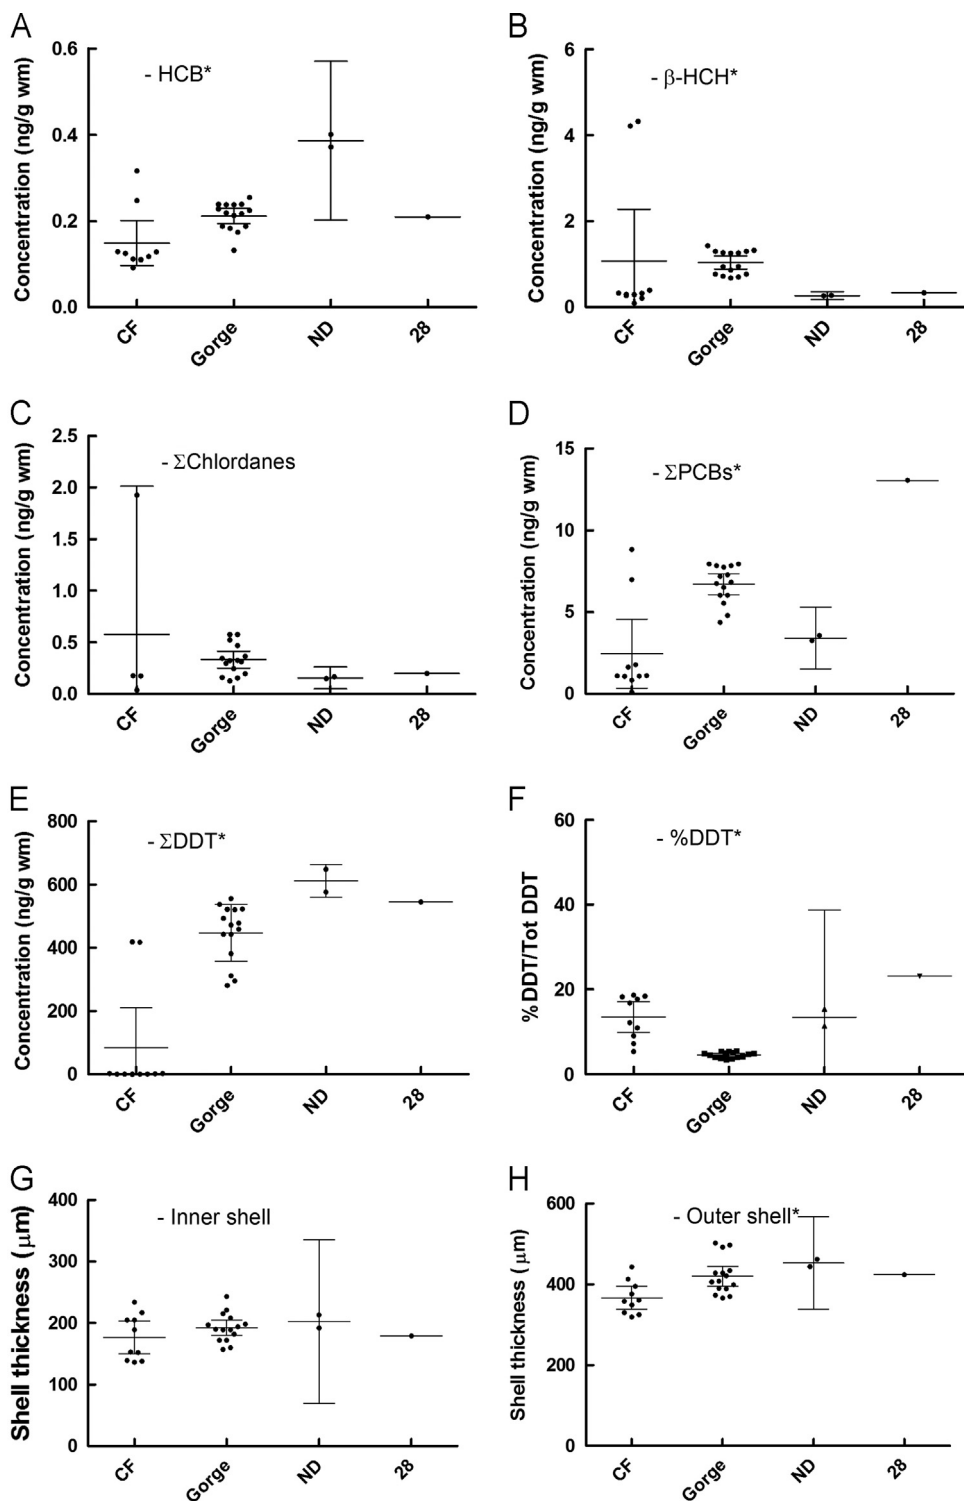 A
Concentration (ng/g wm)
- HCB*
0.6
0.4
0.2
0.0
CF
Gorge
ND
28
B
Concentration (ng/g wm)
- β-HCH*
6
4
2
0
CF
Gorge
ND
28
C
Concentration (ng/g wm)
- ΣChlordanes
2.5
2.0
1.5
1.0
0.5
0.0
CF
Gorge
ND
28
D
Concentration (ng/g wm)
- ΣPCBs*
15
10
5
0
CF
Gorge
ND
28
E
Concentration (ng/g wm)
- ΣDDT*
800
600
400
200
0
CF
Gorge
ND
28
F
%DDT/Tot DDT
- %DDT*
60
40
20
0
CF
Gorge
ND
28
G
Shell thickness (μm)
- Inner shell
400
300
200
100
0
CF
Gorge
ND
28
H
Shell thickness (μm)
- Outer shell*
600
400
200
0
CF
Gorge
ND
28